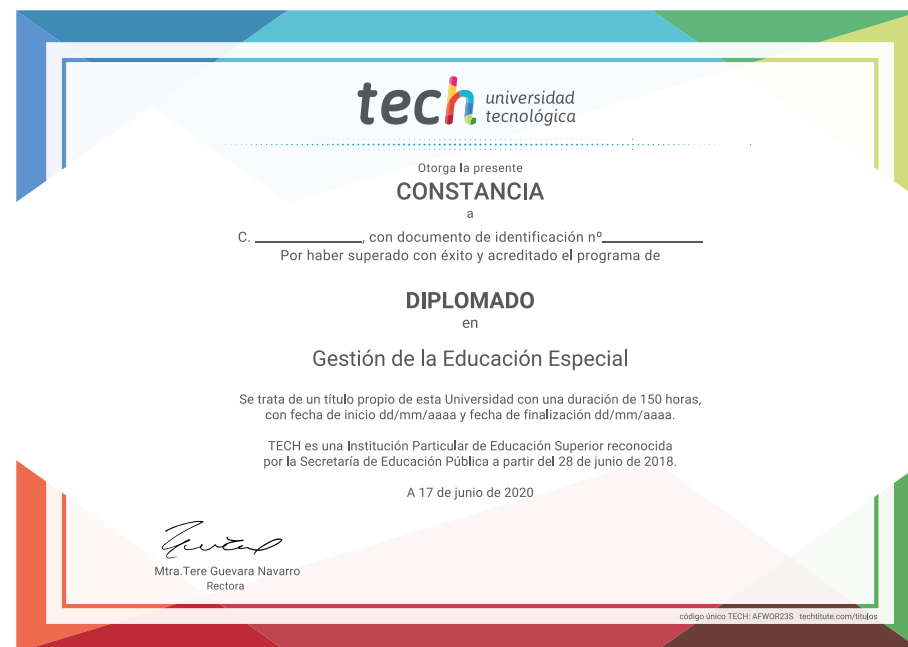 tech universidad
tecnológica
Otorga la presente
CONSTANCIA
a
C. ______________, con documento de identificación nº_____________
Por haber superado con éxito y acreditado el programa de
DIPLOMADO
en
Gestión de la Educación Especial
Se trata de un título propio de esta Universidad con una duración de 150 horas,
con fecha de inicio dd/mm/aaaa y fecha de finalización dd/mm/aaaa.
TECH es una Institución Particular de Educación Superior reconocida
por la Secretaría de Educación Pública a partir del 28 de junio de 2018.
A 17 de junio de 2020
Mtra.Tere Guevara Navarro
Rectora
código único TECH: AFWOR23S techtitute.com/titulos